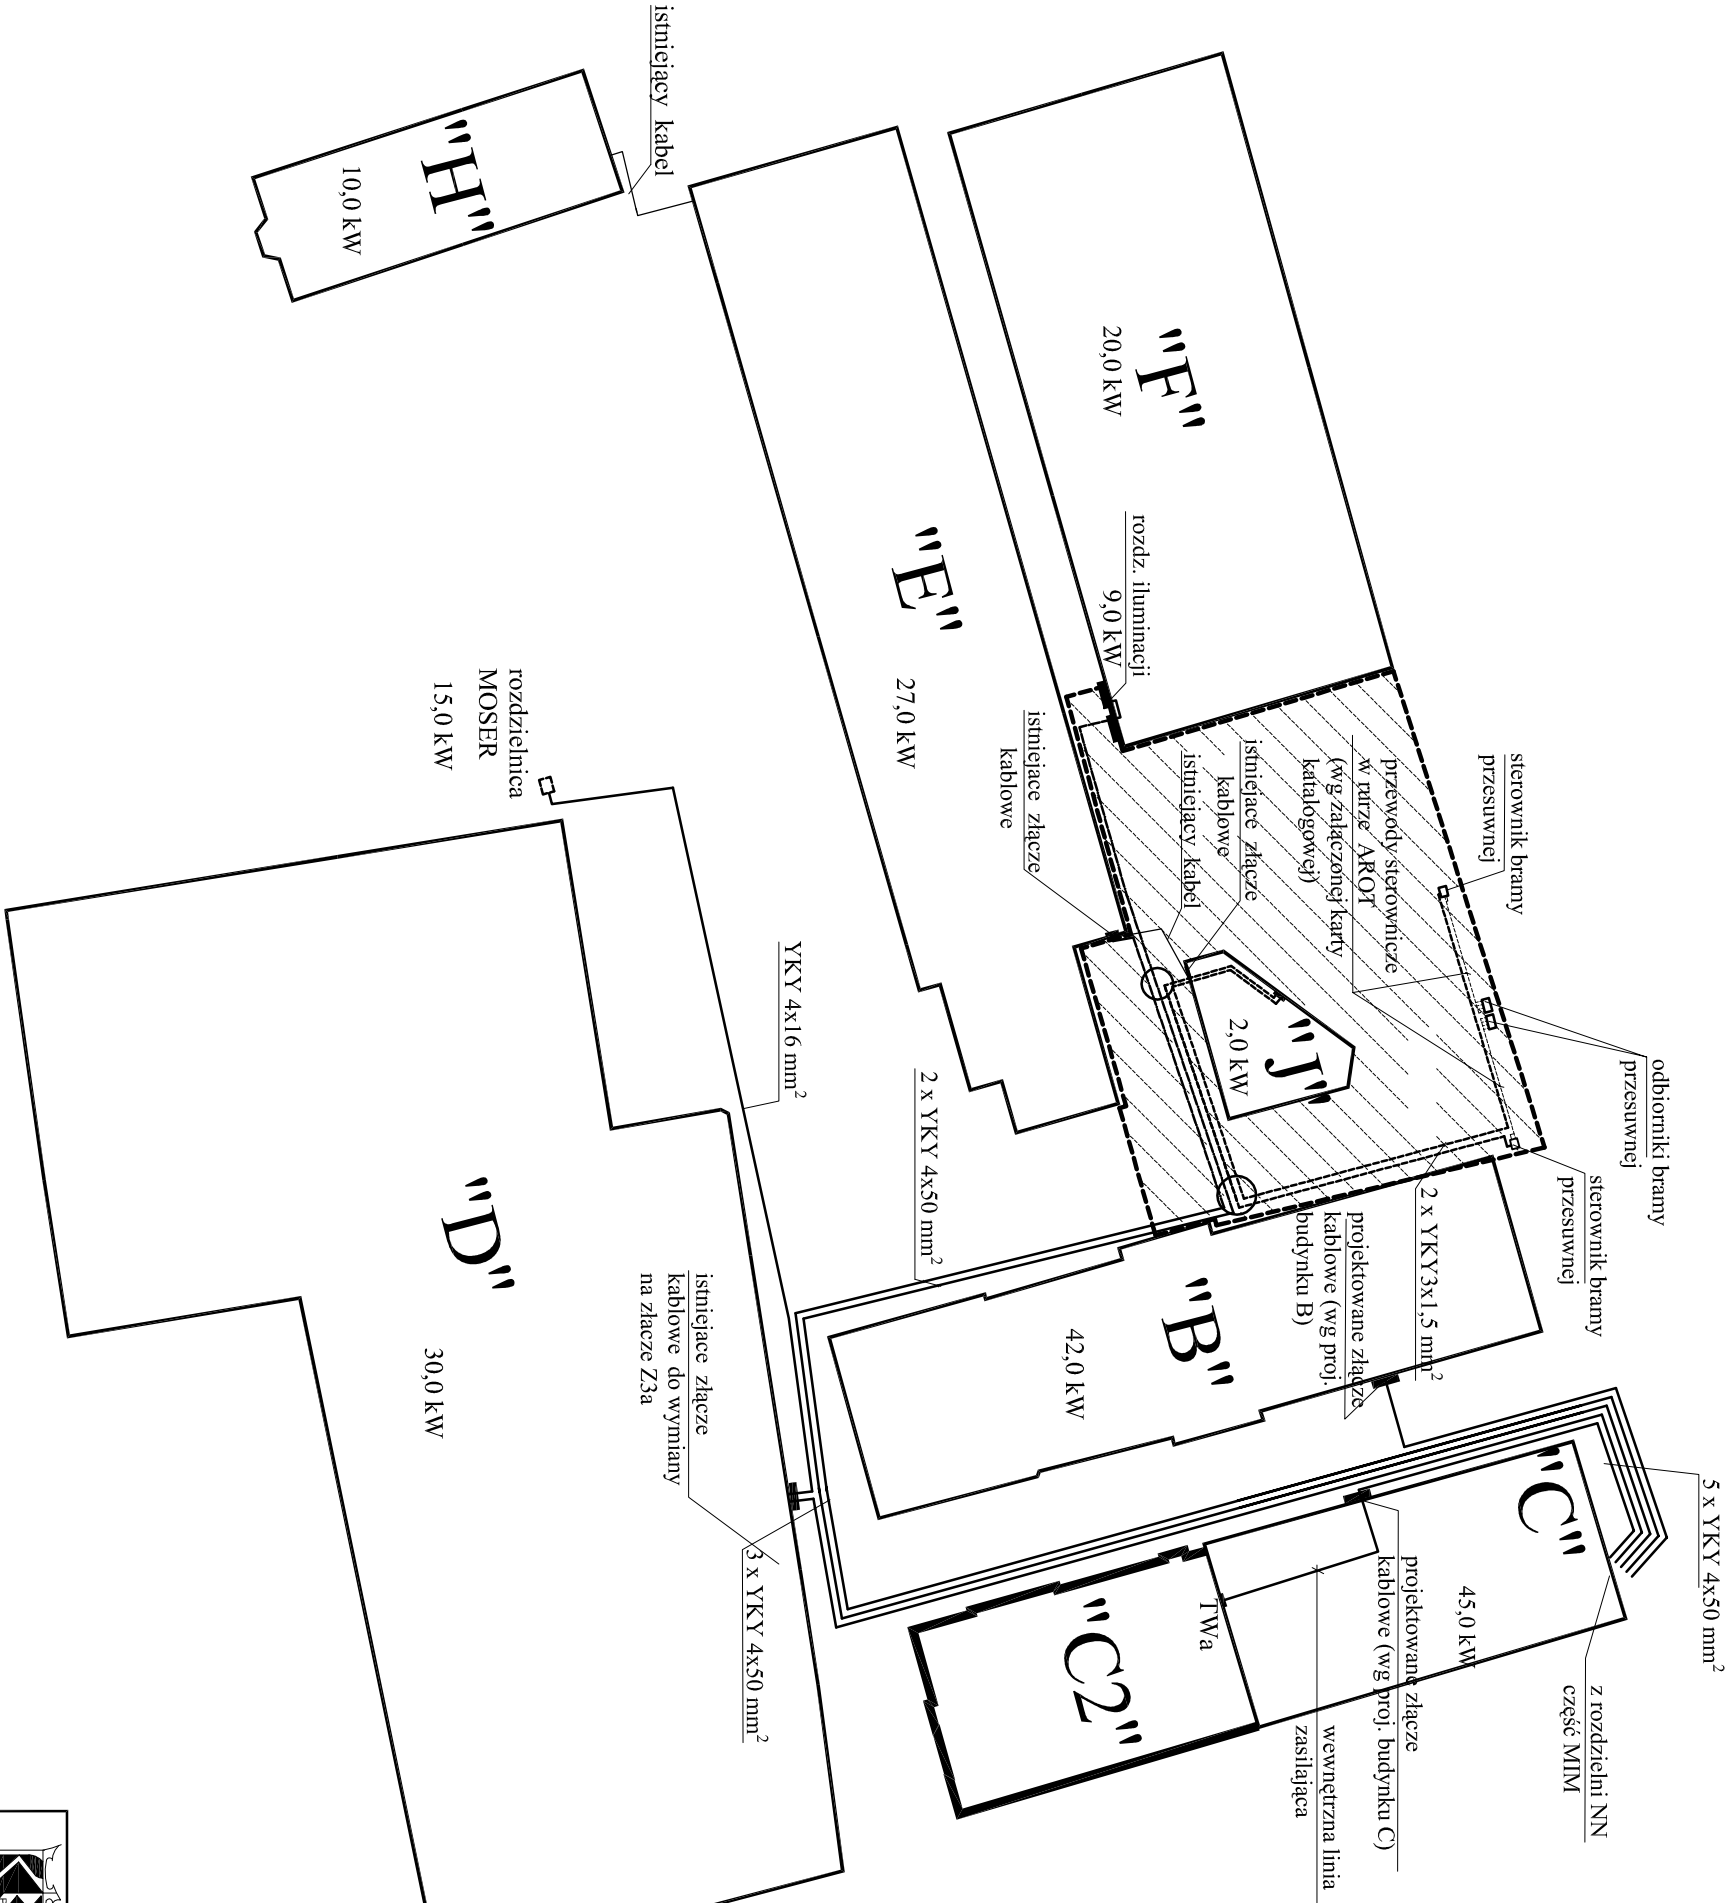 5 x YKY 4x50 mm²
z rozdzielni NN
część MIM
odbiorniki bramy
przesuwnej
sterownik bramy
przesuwnej
sterownik bramy
przesuwnej
"C"
45,0 kW
projektowane złącze
kablowe (wg proj. budynku C)
wewnętrzna linia
zasilająca
2 x YKY3x1,5 mm²
projektowane złącze
kablowe (wg proj.
budynku B)
przewody sterownicze
w rurze AROT
(wg załączonej karty
katalogowej)
istniejace złącze
kablowe
istniejący kabel
"J"
2,0 kW
TWa
"B"
42,0 kW
"C2"
"F"
20,0 kW
rozdz. iluminacji
9,0 kW
istniejace złącze
kablowe
"E"
27,0 kW
2 x YKY 4x50 mm²
YKY 4x16 mm²
3 x YKY 4x50 mm²
istniejace złącze
kablowe do wymiany
na złacze Z3a
istniejący kabel
"H"
10,0 kW
rozdzielnica
MOSER
15,0 kW
"D"
30,0 kW